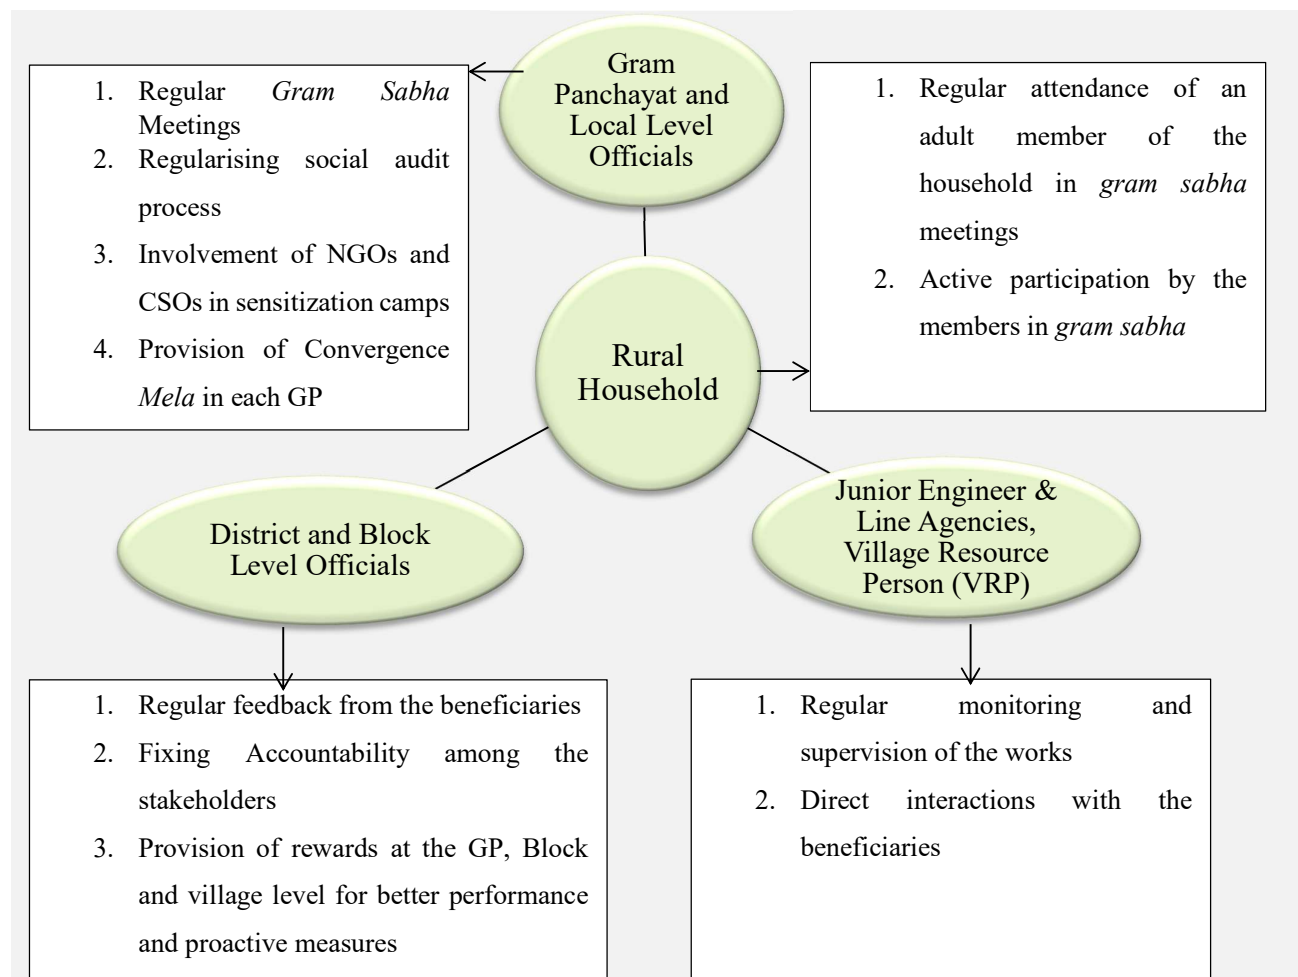 Gram
Panchayat and
Local Level
Officials
1. Regular Gram Sabha
Meetings
2. Regularising social audit
process
3. Involvement of NGOs and
CSOs in sensitization camps
4. Provision of Convergence
Mela in each GP
1. Regular attendance of an
adult member of the
household in gram sabha
meetings
2. Active participation by the
members in gram sabha
Rural
Household
District and Block
Level Officials
Junior Engineer &
Line Agencies,
Village Resource
Person (VRP)
1. Regular feedback from the beneficiaries
2. Fixing Accountability among the
stakeholders
3. Provision of rewards at the GP, Block
and village level for better performance
and proactive measures
1. Regular monitoring and
supervision of the works
2. Direct interactions with the
beneficiaries